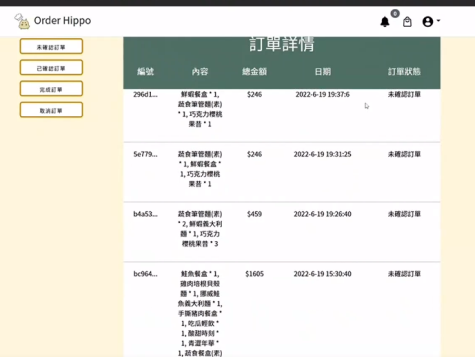 Order Hippo
0
訂單詳情
未確認訂單
已確認訂單
完成訂單
取消訂單
編號 內容 總金額 日期 訂單狀態
296d1... 鮮蝦餐盒 * 1, $246 2022-6-19 19:37:6 未確認訂單
蔬食筆管麵(素)
* 1, 巧克力櫻桃
果昔 * 1
5e779... 蔬食筆管麵(素) $246 2022-6-19 19:31:25 未確認訂單
* 1, 鮮蝦餐盒 *
1, 巧克力櫻桃
果昔 * 1
b4a53... 蔬食筆管麵(素) $459 2022-6-19 19:26:40 未確認訂單
* 2, 鮮蝦義大利
麵 * 1, 巧克力
櫻桃果昔 * 3
bc964... 鮭魚餐盒 * 1, $1605 2022-6-19 15:30:40 未確認訂單
雞肉培根貝殼
麵 * 1, 挪威鮭
魚義大利麵 * 1,
手撕豬肉餐盒 *
1, 吃瓜輕飲 *
1, 酸甜時刻 *
1, 青澀年華 *
1, 蔬食餐盒(素)